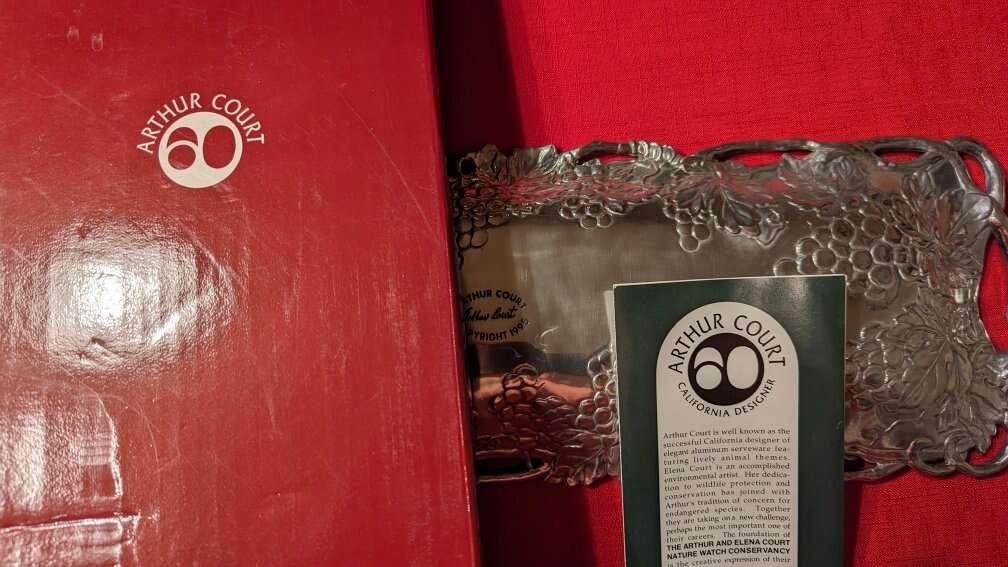 ARTHUR COURT
60
RTHUR COURT
Court
PYRIGHT
ARTHUR COURT
60
CALIFORNIA DESIGNER
Arthur Court is well known as the
successful California designer of
elegant aluminum serveware fea-
turing lively animal themes.
Elena Court is an accomplished
environmental artist. Her dedica-
tion to wildlife protection and
conservation has joined with
Arthur's tradition of concern for
endangered species. Together
they are taking on a new challenge,
perhaps the most important one of
their careers. The foundation of
THE ARTHUR AND ELENA COURT
NATURE WATCH CONSERVANCY
is the creative expression of their